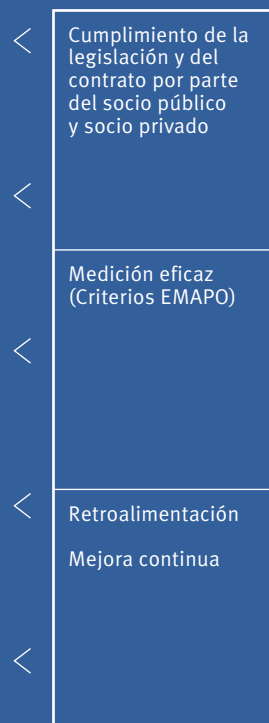 Cumplimiento de la
legislación y del
contrato por parte
del socio público
y socio privado
Medición eficaz
(Criterios EMAPO)
Retroalimentación
Mejora continua